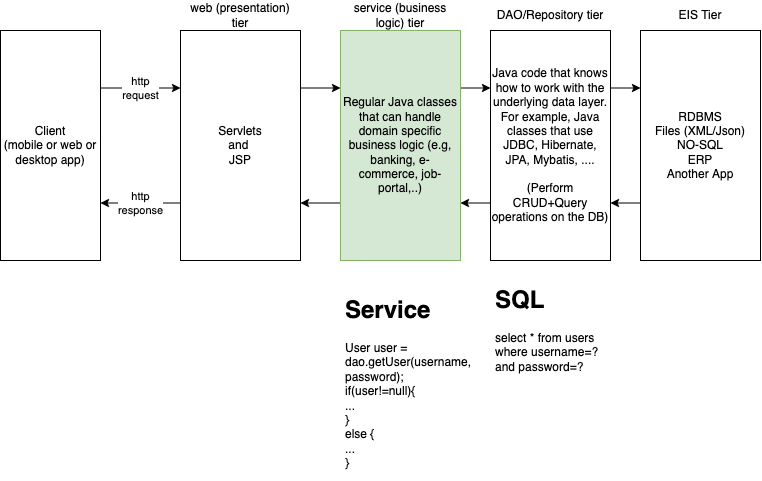 web (presentation)
tier
service (business
logic) tier
DAO/Repository tier
EIS Tier
Client
(mobile or web or
desktop app)
http
request
http
response
Servlets
and
JSP
Regular Java classes
that can handle
domain specific
business logic (e.g,
banking, e-
commerce, job-
portal,..)
Java code that knows
how to work with the
underlying data layer.
For example, Java
classes that use
JDBC, Hibernate,
JPA, Mybatis, ....
(Perform
CRUD+Query
operations on the DB)
RDBMS
Files (XML/Json)
NO-SQL
ERP
Another App
Service
User user =
dao.getUser(username,
password);
if(user!=null){
...
}
else {
...
}
SQL
select * from users
where username=?
and password=?